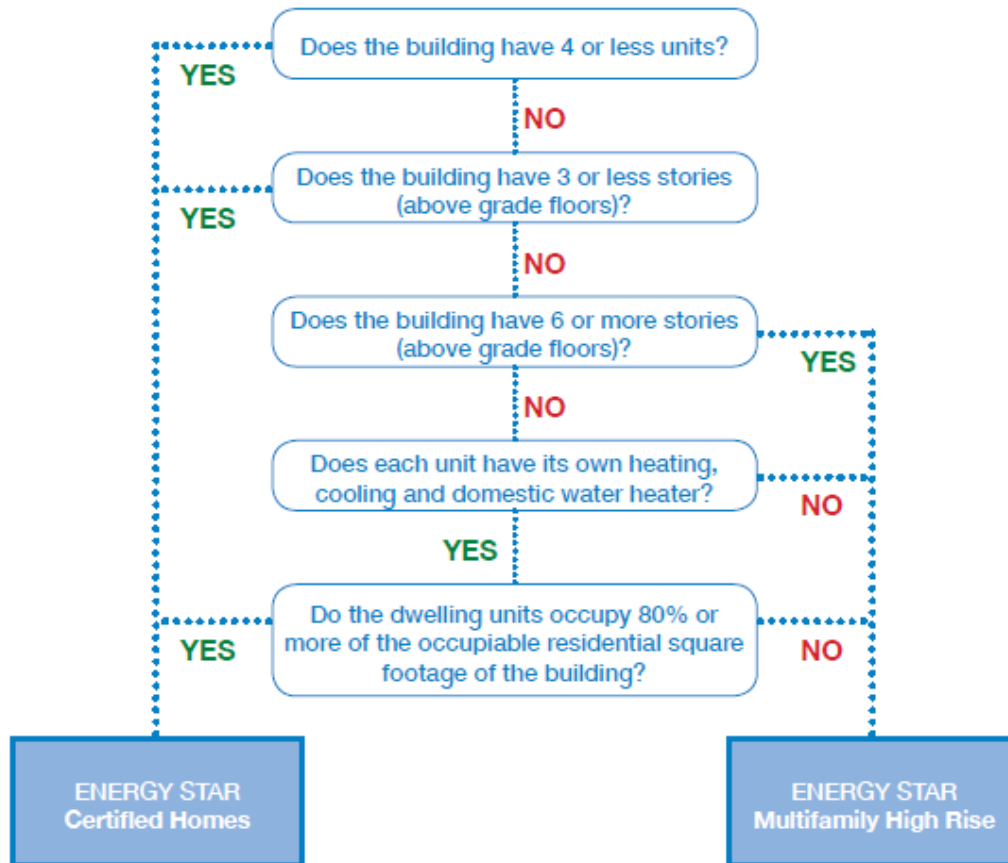 Does the building have 4 or less units?
YES
NO
Does the building have 3 or less stories
(above grade floors)?
YES
NO
Does the building have 6 or more stories
(above grade floors)?
YES
NO
Does each unit have its own heating,
cooling and domestic water heater?
NO
YES
Do the dwelling units occupy 80% or
more of the occupiable residential square
footage of the building?
YES
NO
ENERGY STAR
Certified Homes
ENERGY STAR
Multifamily High Rise